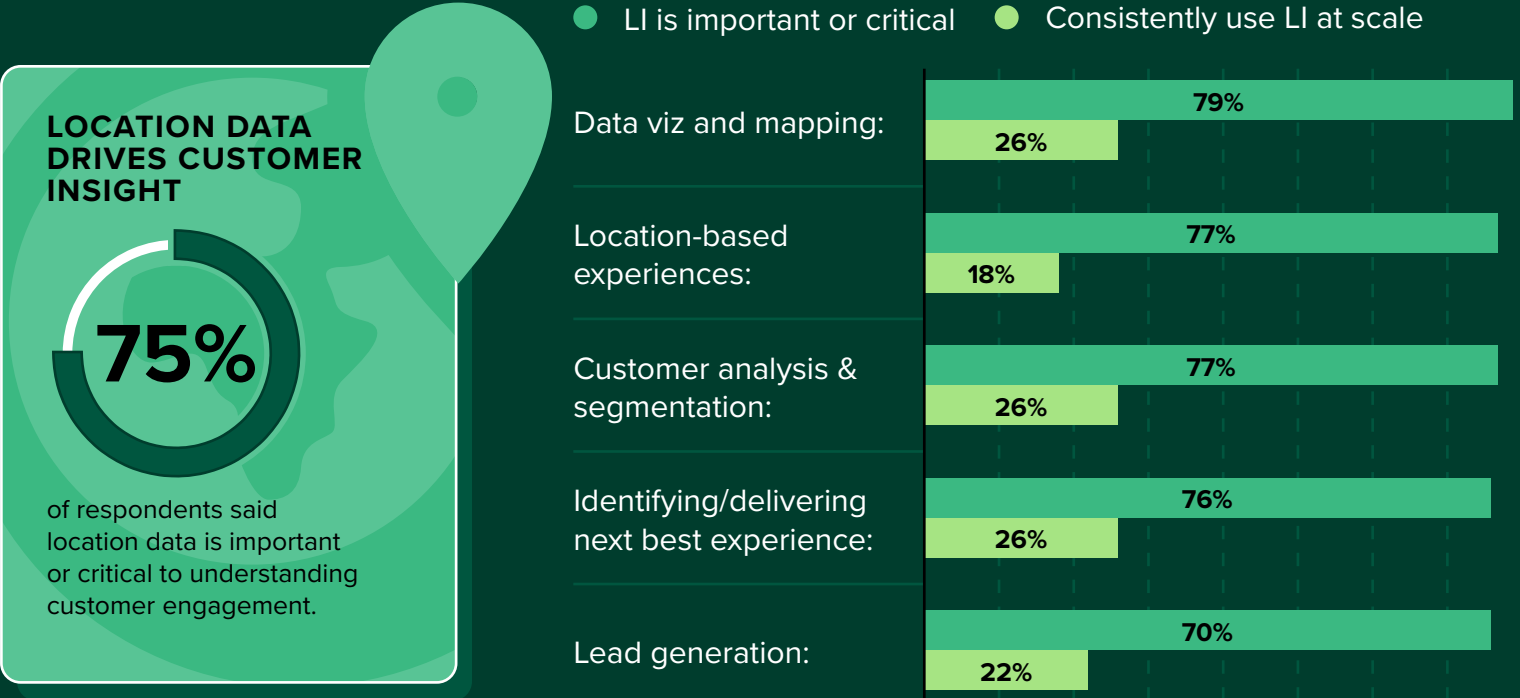 LOCATION DATA
DRIVES CUSTOMER
INSIGHT
75%
of respondents said
location data is important
or critical to understanding
customer engagement.
LI is important or critical
Consistently use LI at scale
Data viz and mapping:
79%
26%
Location-based
experiences:
77%
18%
Customer analysis &
segmentation:
77%
26%
Identifying/delivering
next best experience:
76%
26%
Lead generation:
70%
22%